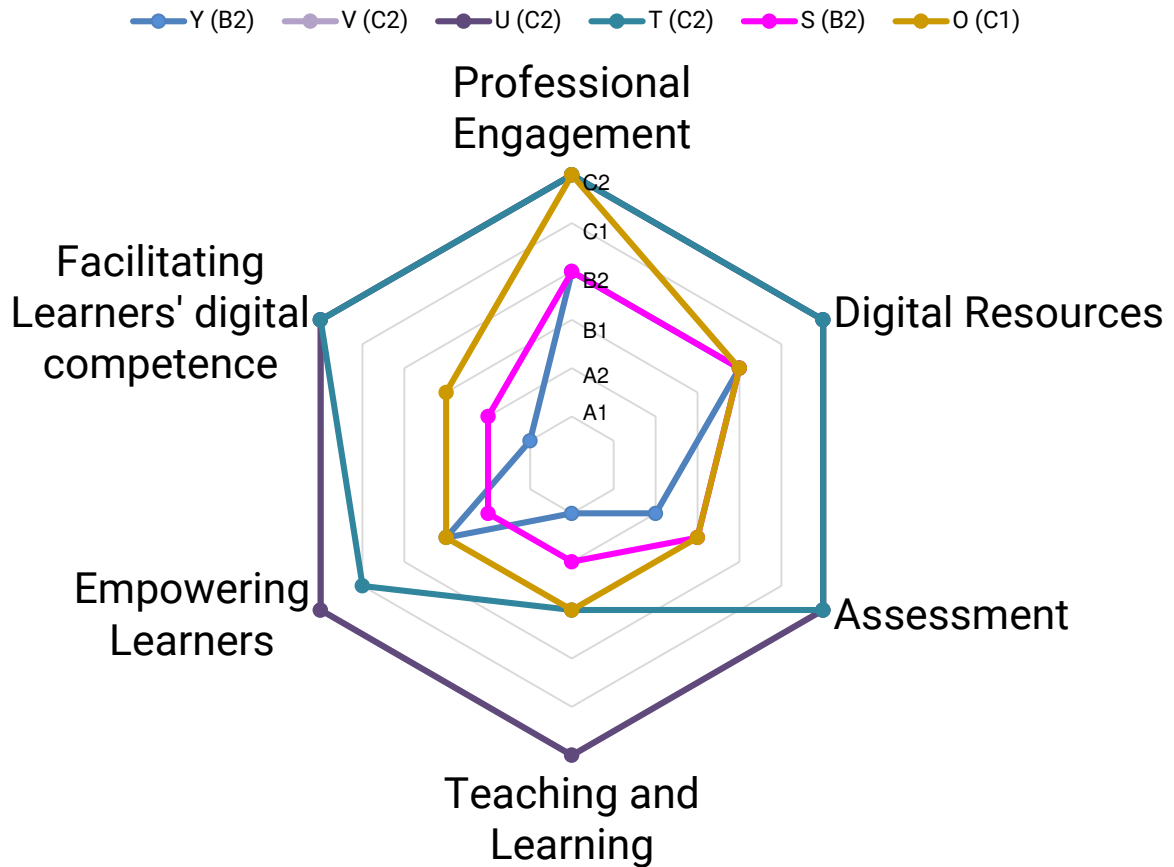 Y (B2) V (C2) U (C2) T (C2) S (B2) O (C1)
Professional
Engagement
C2
C1
B2
B1
A2
A1
Facilitating
Learners' digital
competence
Digital Resources
Empowering
Learners
Assessment
Teaching and
Learning